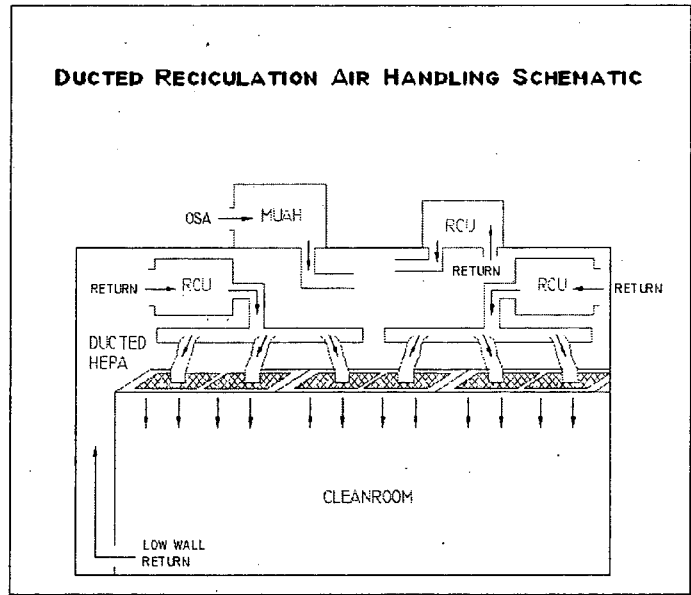 DUCTED RECICULATION AIR HANDLING SCHEMATIC
OSA
MUAH
RCU
RETURN
RETURN
RCU
RCU
RETURN
DUCTED
HEPA
CLEANROOM
LOW WALL
RETURN